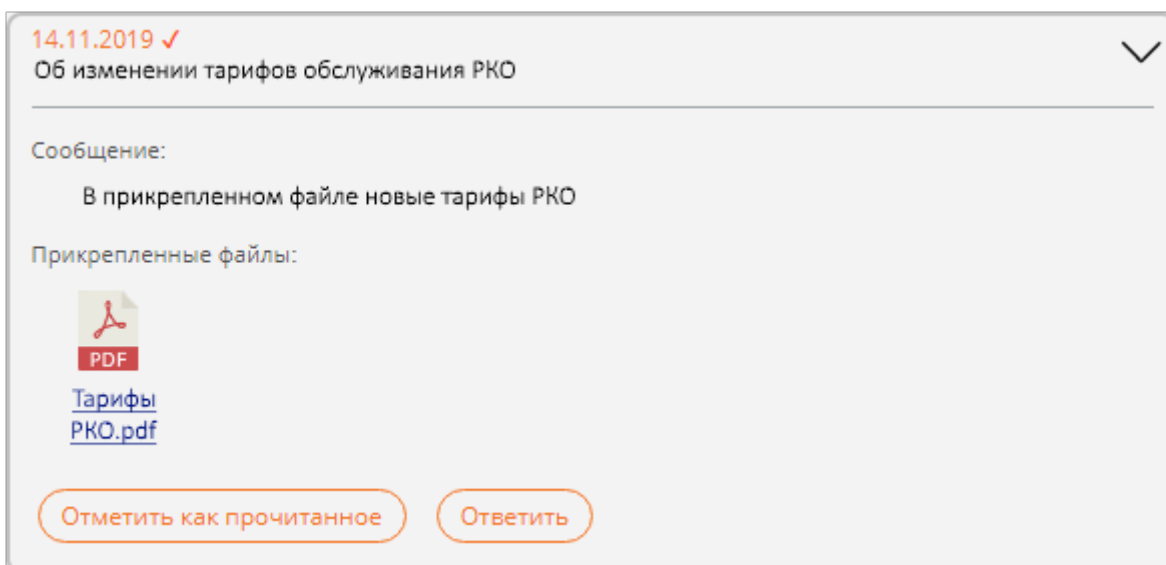 14.11.2019 ✓
Об изменении тарифов обслуживания РКО
Сообщение:
В прикрепленном файле новые тарифы РКО
Прикрепленные файлы:
PDF
Тарифы
РКО.pdf
Отметить как прочитанное
Ответить